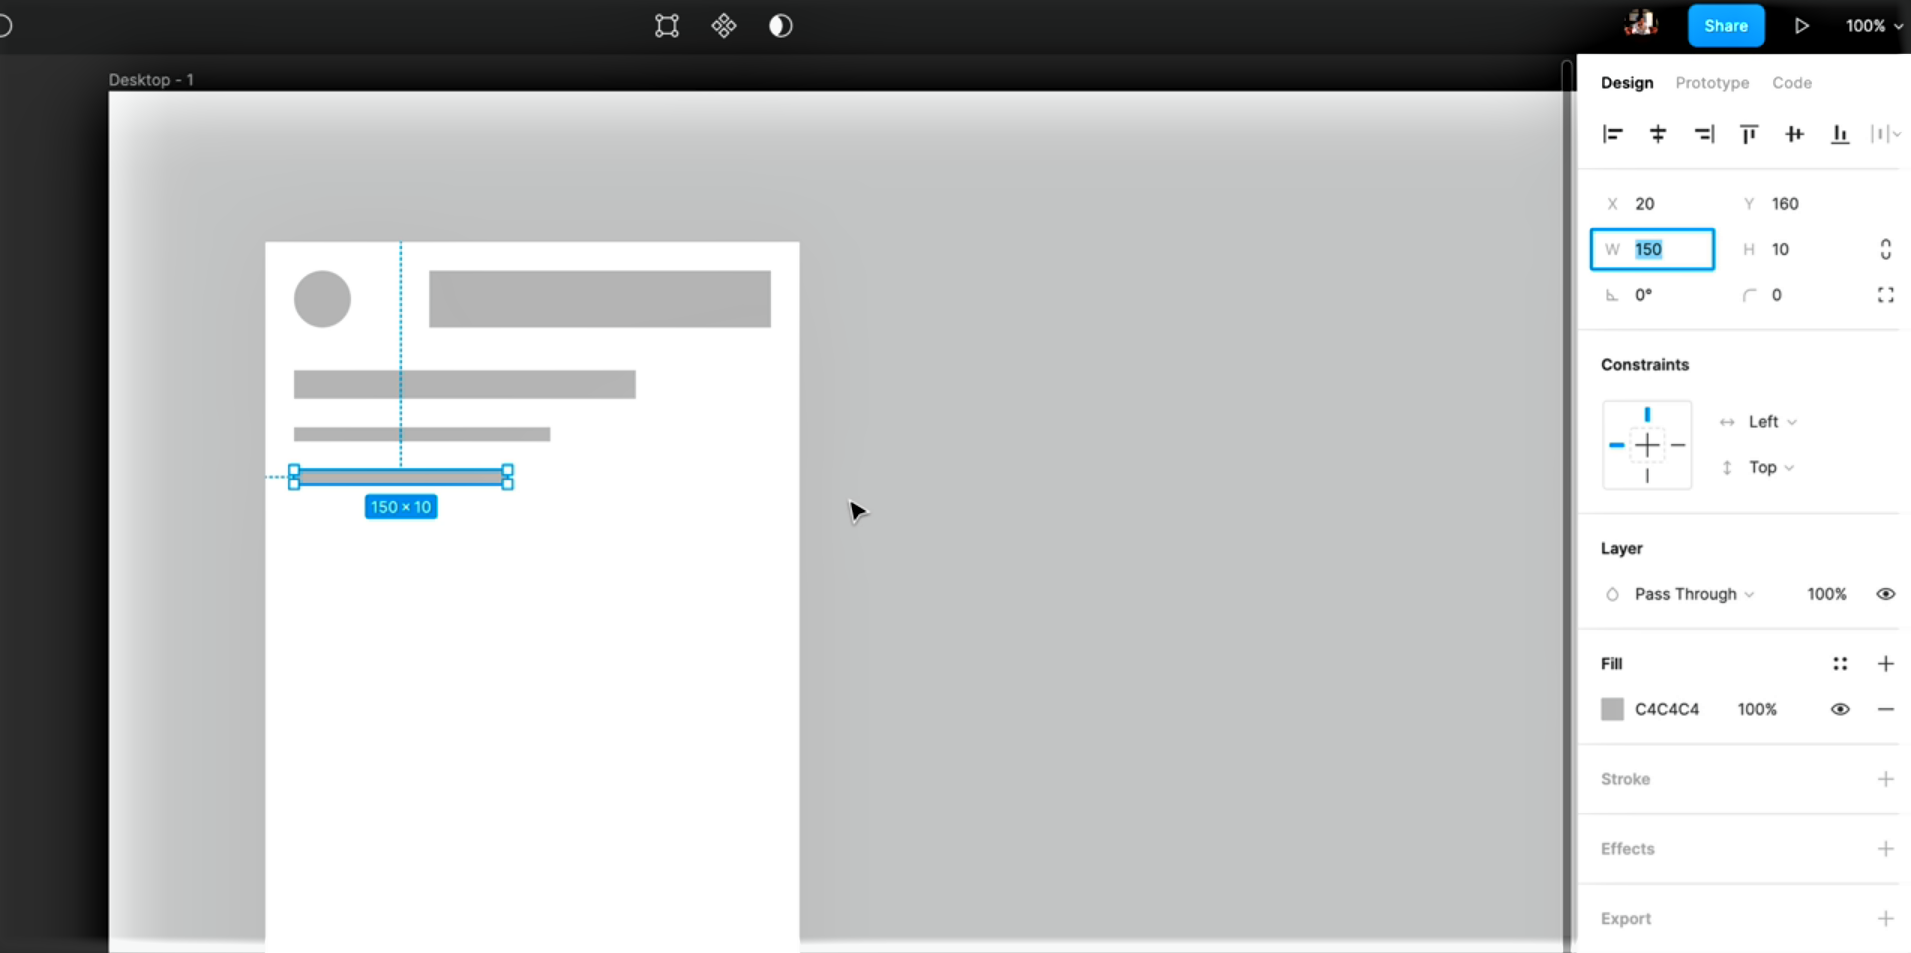 Share
100%
Desktop - 1
Design Prototype Code
X 20 Y 160
W 150 H 10
0° 0
Constraints
Left
Top
150 × 10
Layer
Pass Through 100%
Fill
C4C4C4 100%
Stroke
Effects
Export